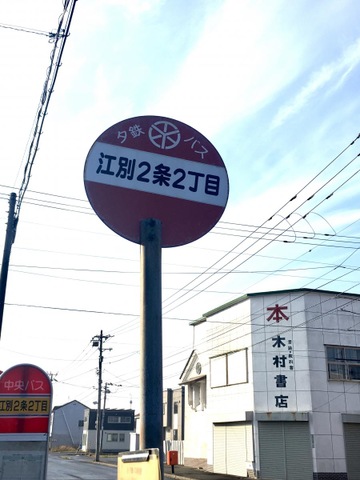 夕鉄 バス
江別2条2丁目
中央バス
江別2条2丁目
本
木村書店